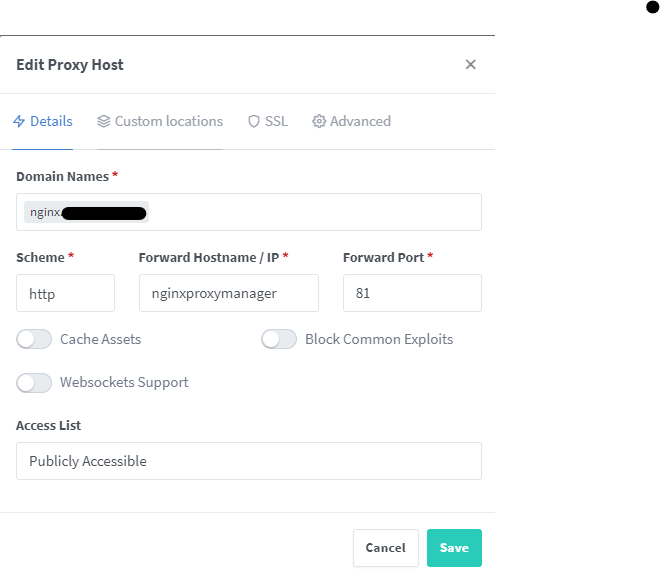 Edit Proxy Host ×
Details Custom locations SSL Advanced
Domain Names *
nginx.
Scheme * Forward Hostname / IP * Forward Port *
http nginxproxymanager 81
Cache Assets Block Common Exploits
Websockets Support
Access List
Publicly Accessible
Cancel Save